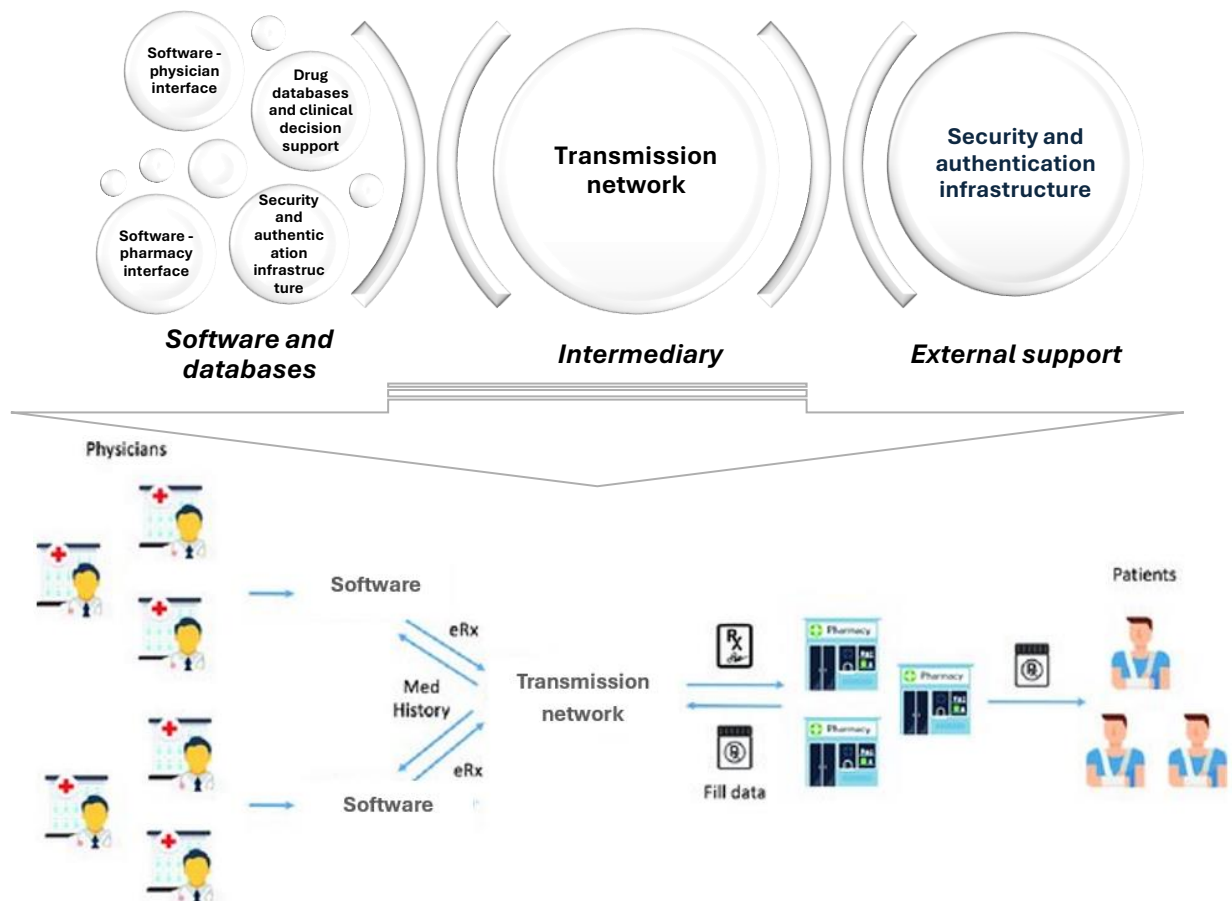 Software -
physician
interface
Drug
databases
and clinical
decision
support
Software -
pharmacy
interface
Security
and
authentic
ation
infrastruc
ture
Transmission
network
Security and
authentication
infrastructure
Software and
databases
Intermediary
External support
Physicians
Software
eRx
Med
History
eRx
Software
Transmission
network
Rx
Fill data
Pharmacy
Pharmacy
Pharmacy
Rx
Patients